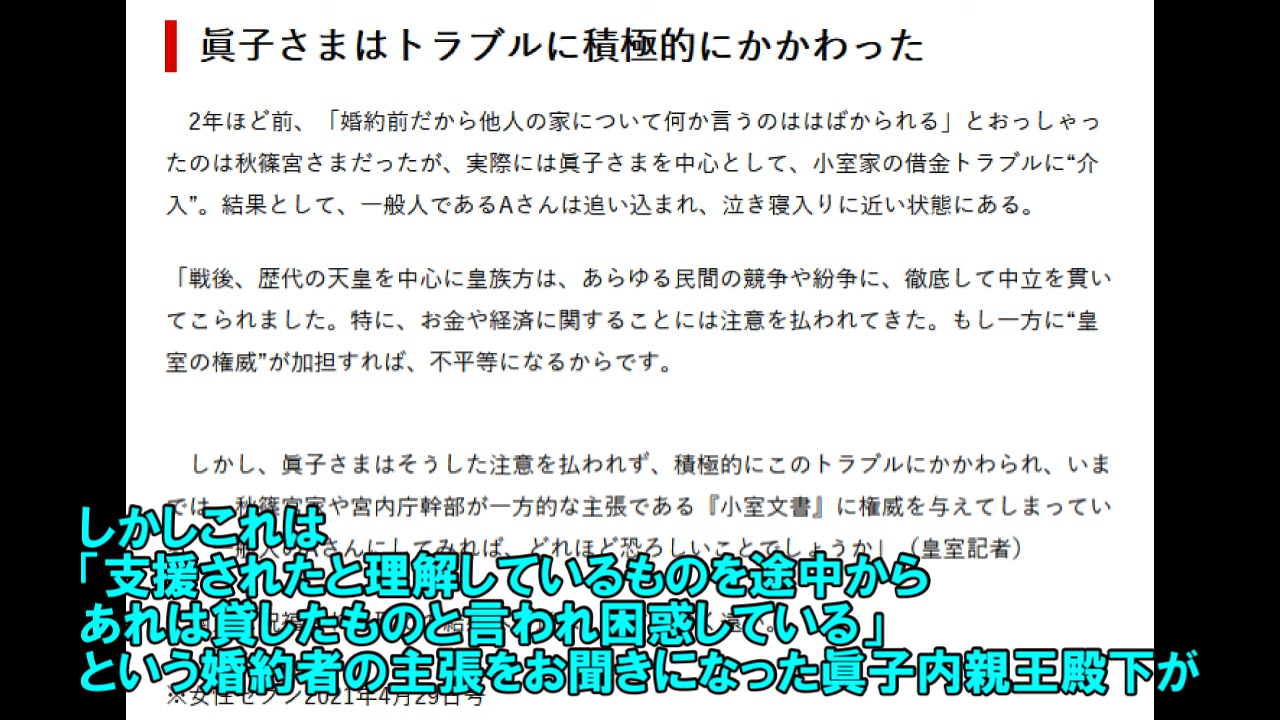 眞子さまはトラブルに積極的にかかわった
2年ほど前、「婚約前だから他人の家について何か言うのははばかられる」とおっしゃっ
たのは秋篠宮さまだったが、実際には眞子さまを中心として、小室家の借金トラブルに“介
入”。結果として、一般人であるAさんは追い込まれ、泣き寝入りに近い状態にある。
「戦後、歴代の天皇を中心に皇族方は、あらゆる民間の競争や紛争に、徹底して中立を貫い
てこられました。特に、お金や経済に関することには注意を払われてきた。もし一方に“皇
室の権威”が加担すれば、不平等になるからです。
しかし、眞子さまはそうした注意を払われず、積極的にこのトラブルにかかわられ、いま
では、秋篠宮家や宮内庁幹部が一方的な主張である『小室文書』に権威を与えてしまってい
一般人のAさんにしてみれば、どれほど恐ろしいことでしょうか」（皇室記者）
※女性セブン2021年4月29日号
しかしこれは
「支援されたと理解しているものを途中から
あれは貸したものと言われ困惑している」
という婚約者の主張をお聞きになった眞子内親王殿下が